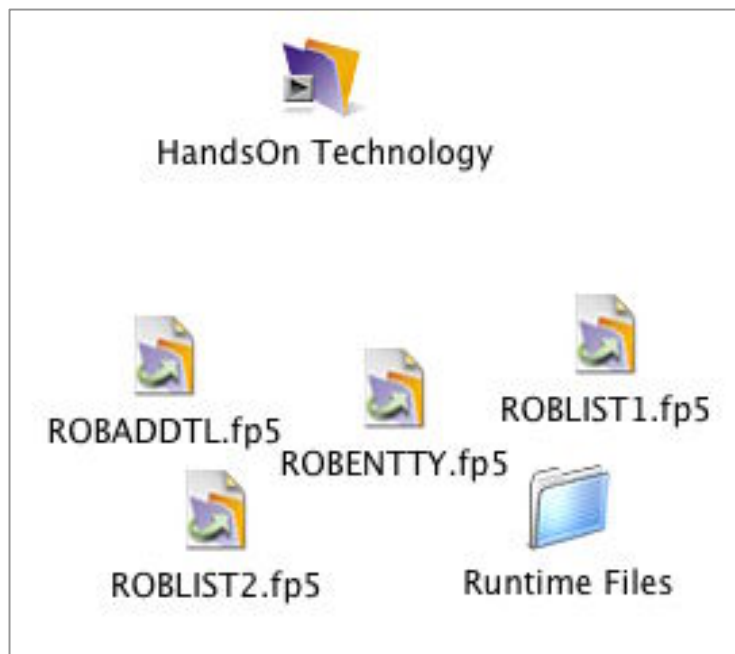 HandsOn Technology
ROBLIST1.fp5
ROBADDTL.fp5
ROBENTTY.fp5
ROBLIST2.fp5
Runtime Files